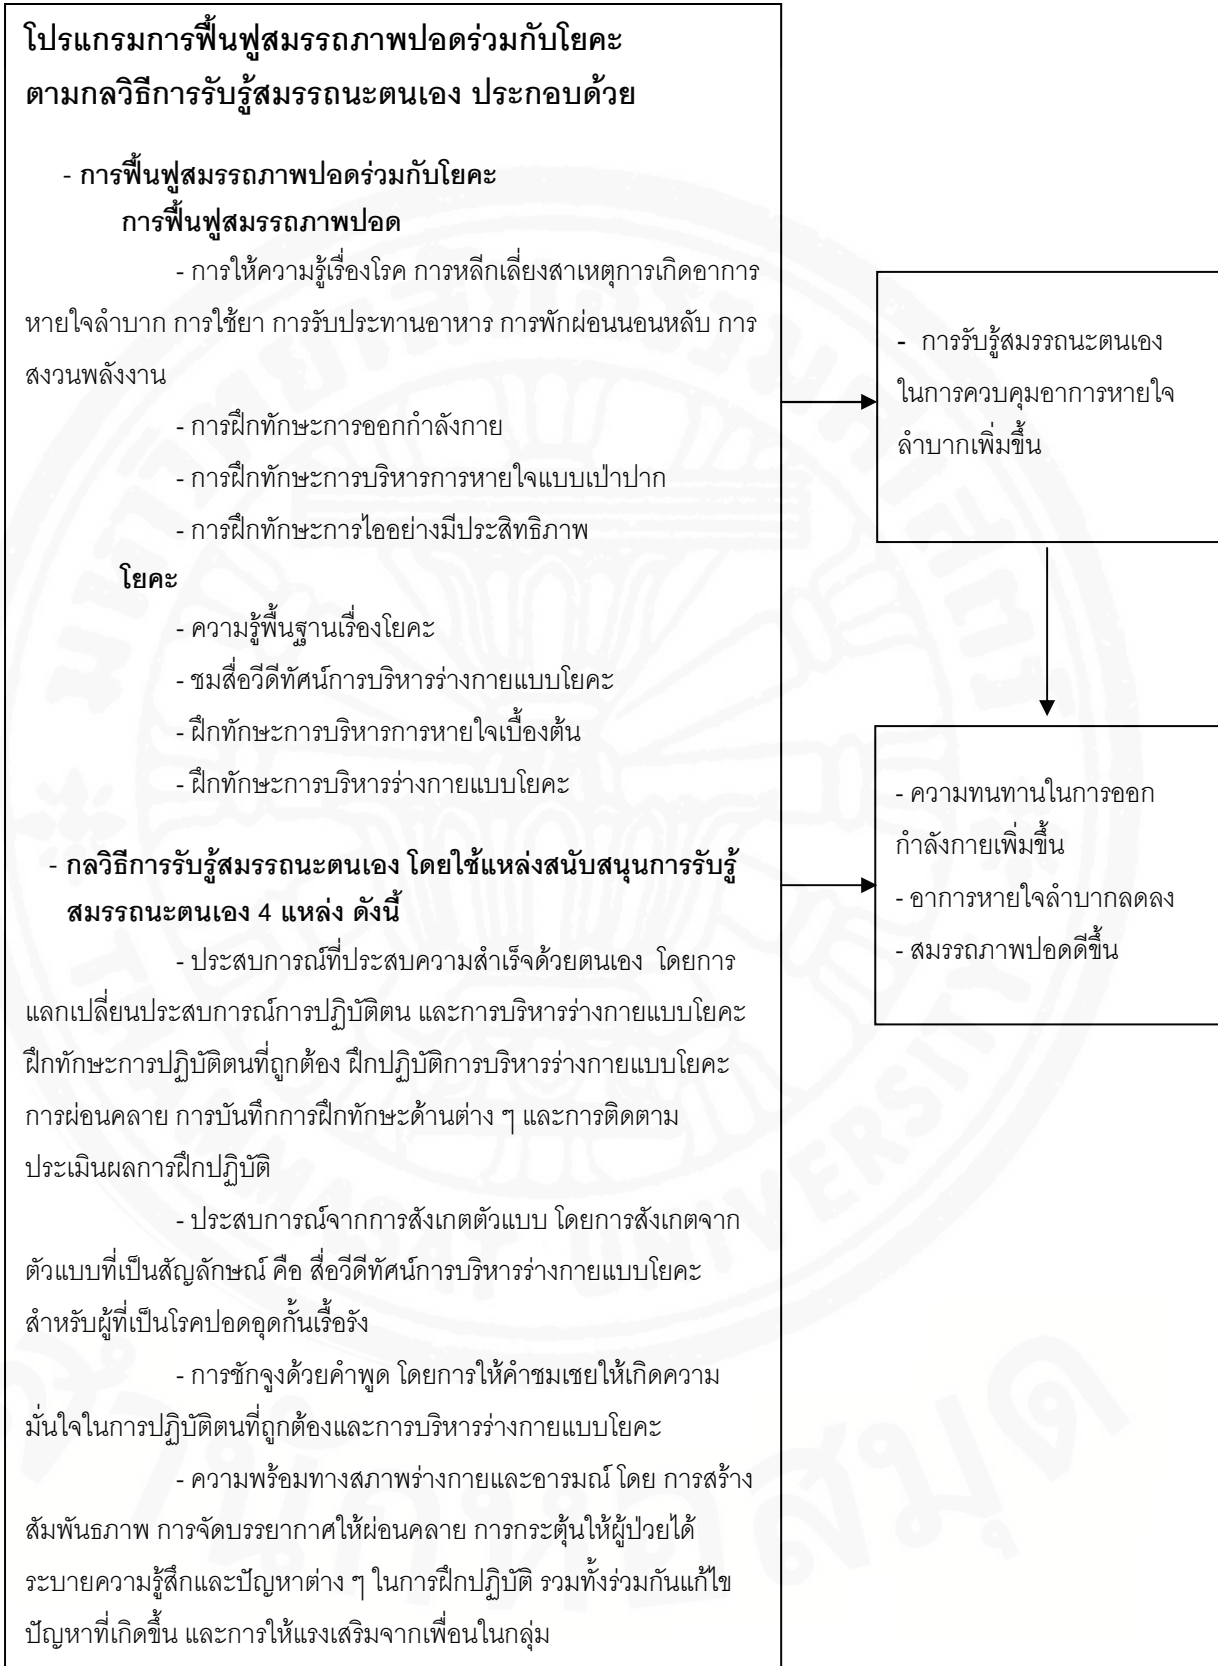 โปรแกรมการฟื้นฟูสมรรถภาพปอดร่วมกับโยคะ
ตามกลวิธีการรับรู้สมรรถนะตนเอง ประกอบด้วย
- การฟื้นฟูสมรรถภาพปอดร่วมกับโยคะ
การฟื้นฟูสมรรถภาพปอด
- การให้ความรู้เรื่องโรค การหลีกเลี่ยงสาเหตุการเกิดอาการ
หายใจลำบาก การใช้ยา การรับประทานอาหาร การพักผ่อนนอนหลับ การ
สงวนพลังงาน
- การฝึกทักษะการออกกำลังกาย
- การฝึกทักษะการบริหารการหายใจแบบเป่าปาก
- การฝึกทักษะการไออย่างมีประสิทธิภาพ
โยคะ
- ความรู้พื้นฐานเรื่องโยคะ
- ชมสื่อวีดีทัศน์การบริหารร่างกายแบบโยคะ
- ฝึกทักษะการบริหารการหายใจเบื้องต้น
- ฝึกทักษะการบริหารร่างกายแบบโยคะ
- กลวิธีการรับรู้สมรรถนะตนเอง โดยใช้แหล่งสนับสนุนการรับรู้
สมรรถนะตนเอง 4 แหล่ง ดังนี้
- ประสบการณ์ที่ประสบความสำเร็จด้วยตนเอง โดยการ
แลกเปลี่ยนประสบการณ์การปฏิบัติตน และการบริหารร่างกายแบบโยคะ
ฝึกทักษะการปฏิบัติตนที่ถูกต้อง ฝึกปฏิบัติการบริหารร่างกายแบบโยคะ
การผ่อนคลาย การบันทึกการฝึกทักษะด้านต่าง ๆ และการติดตาม
ประเมินผลการฝึกปฏิบัติ
- ประสบการณ์จากการสังเกตตัวแบบ โดยการสังเกตจาก
ตัวแบบที่เป็นสัญลักษณ์ คือ สื่อวีดีทัศน์การบริหารร่างกายแบบโยคะ
สำหรับผู้ที่เป็นโรคปอดอุดกั้นเรื้อรัง
- การชักจูงด้วยคำพูด โดยการให้คำชมเชยให้เกิดความ
มั่นใจในการปฏิบัติตนที่ถูกต้องและการบริหารร่างกายแบบโยคะ
- ความพร้อมทางสภาพร่างกายและอารมณ์ โดย การสร้าง
สัมพันธภาพ การจัดบรรยากาศให้ผ่อนคลาย การกระตุ้นให้ผู้ป่วยได้
ระบายความรู้สึกและปัญหาต่าง ๆ ในการฝึกปฏิบัติ รวมทั้งร่วมกันแก้ไข
ปัญหาที่เกิดขึ้น และการให้แรงเสริมจากเพื่อนในกลุ่ม
- การรับรู้สมรรถนะตนเอง
ในการควบคุมอาการหายใจ
ลำบากเพิ่มขึ้น
- ความทนทานในการออก
กำลังกายเพิ่มขึ้น
- อาการหายใจลำบากลดลง
- สมรรถภาพปอดดีขึ้น